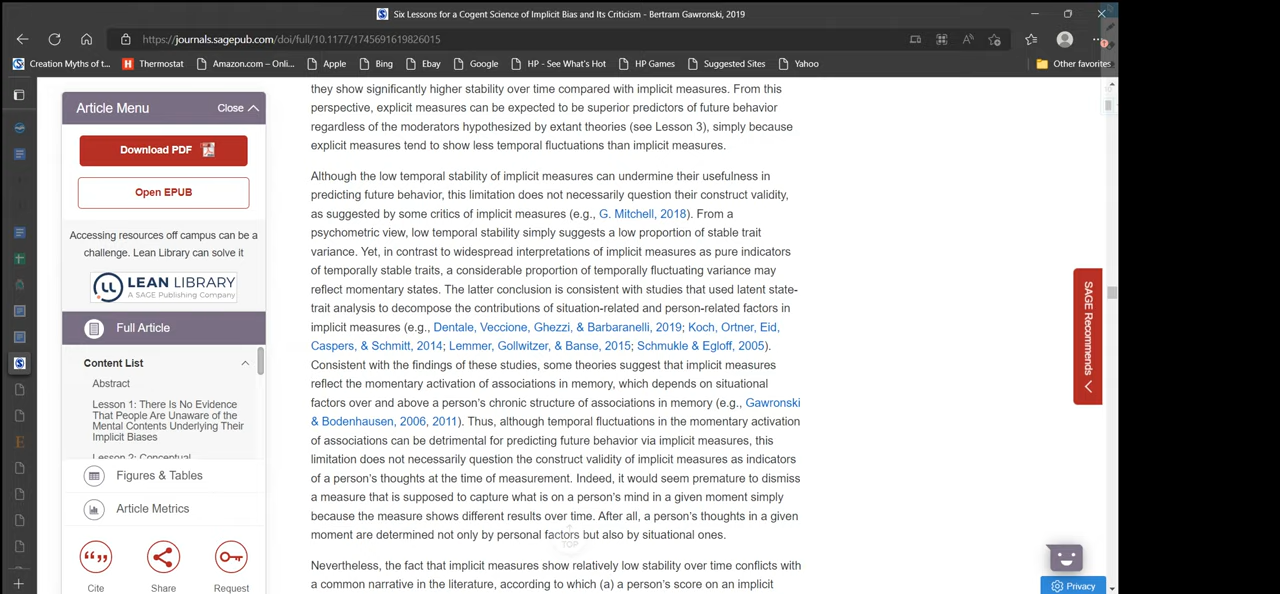 Six Lessons for a Cogent Science of Implicit Bias and Its Criticism - Bertram Gawronski, 2019
https://journals.sagepub.com/doi/full/10.1177/1745691619826015
Creation Myths of t...
Thermostat
Amazon.com – Onli...
Apple
Bing
Ebay
Google
HP - See What's Hot
HP Games
Suggested Sites
Yahoo
Other favorites
Article Menu
Close
Download PDF
Open EPUB
Accessing resources off campus can be a
challenge. Lean Library can solve it
LEAN LIBRARY
A SAGE Publishing Company
Full Article
Content List
Abstract
Lesson 1: There Is No Evidence
That People Are Unaware of the
Mental Contents Underlying Their
Implicit Biases
Lesson 2: Conceptual
Figures & Tables
Article Metrics
Cite
Share
Request
they show significantly higher stability over time compared with implicit measures. From this
perspective, explicit measures can be expected to be superior predictors of future behavior
regardless of the moderators hypothesized by extant theories (see Lesson 3), simply because
explicit measures tend to show less temporal fluctuations than implicit measures.
Although the low temporal stability of implicit measures can undermine their usefulness in
predicting future behavior, this limitation does not necessarily question their construct validity,
as suggested by some critics of implicit measures (e.g., G. Mitchell, 2018). From a
psychometric view, low temporal stability simply suggests a low proportion of stable trait
variance. Yet, in contrast to widespread interpretations of implicit measures as pure indicators
of temporally stable traits, a considerable proportion of temporally fluctuating variance may
reflect momentary states. The latter conclusion is consistent with studies that used latent state-
trait analysis to decompose the contributions of situation-related and person-related factors in
implicit measures (e.g., Dentale, Veccione, Ghezzi, & Barbaranelli, 2019; Koch, Ortner, Eid,
Caspers, & Schmitt, 2014; Lemmer, Gollwitzer, & Banse, 2015; Schmukle & Egloff, 2005).
Consistent with the findings of these studies, some theories suggest that implicit measures
reflect the momentary activation of associations in memory, which depends on situational
factors over and above a person's chronic structure of associations in memory (e.g., Gawronski
& Bodenhausen, 2006, 2011). Thus, although temporal fluctuations in the momentary activation
of associations can be detrimental for predicting future behavior via implicit measures, this
limitation does not necessarily question the construct validity of implicit measures as indicators
of a person's thoughts at the time of measurement. Indeed, it would seem premature to dismiss
a measure that is supposed to capture what is on a person's mind in a given moment simply
because the measure shows different results over time. After all, a person's thoughts in a given
moment are determined not only by personal factors but also by situational ones.
TOP
Nevertheless, the fact that implicit measures show relatively low stability over time conflicts with
a common narrative in the literature, according to which (a) a person's score on an implicit
SAGE Recommends
Privacy